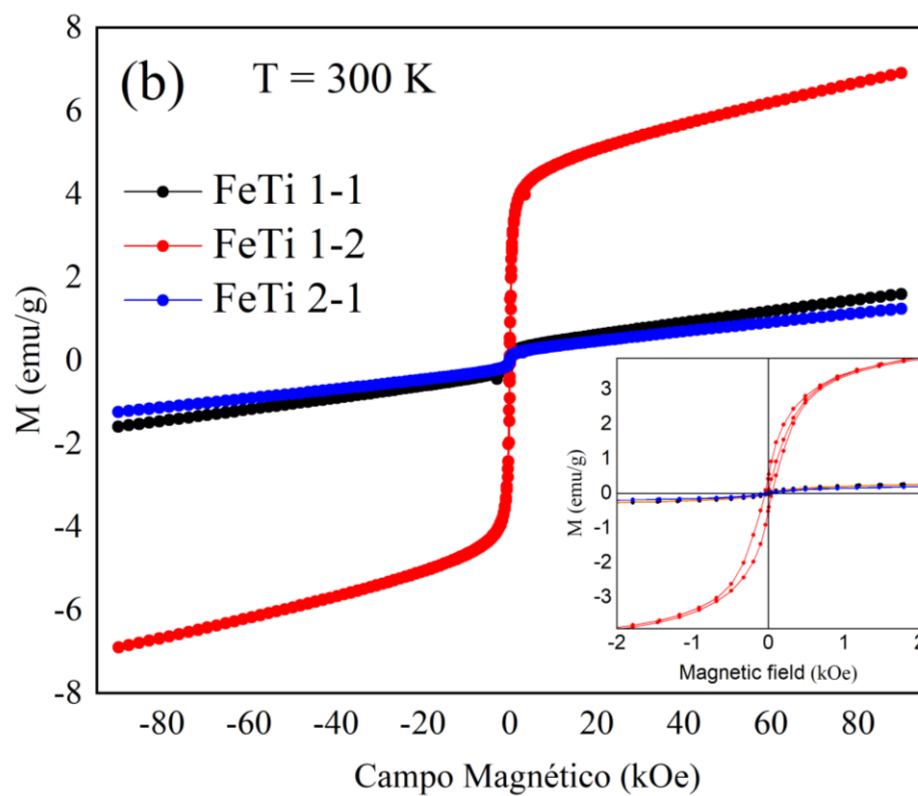 (b) T = 300 K
FeTi 1-1
FeTi 1-2
FeTi 2-1
M (emu/g)
8
6
4
2
0
-2
-4
-6
-8
-80 -60 -40 -20 0 20 40 60 80
Campo Magnético (kOe)
M (emu/g)
3
2
1
0
-1
-2
-3
-2 -1 0 1 2
Magnetic field (kOe)